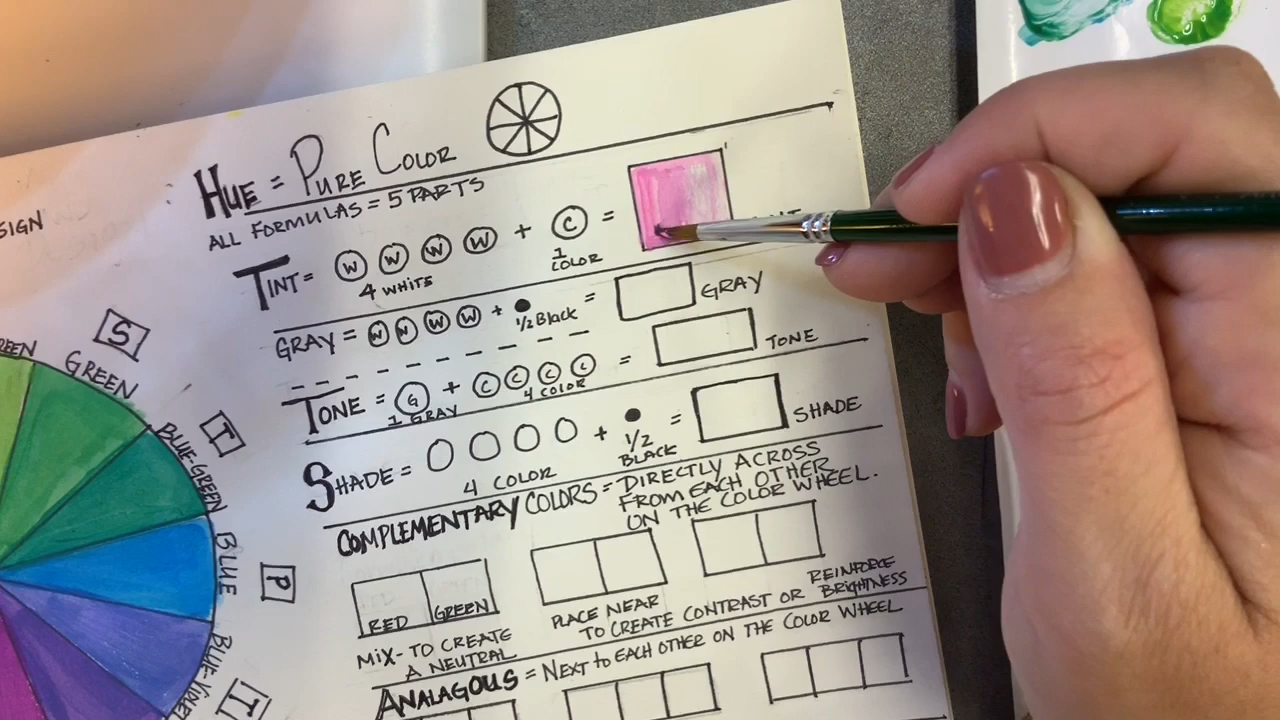 SIGN
HUE = PURE COLOR
ALL FORMULAS = 5 PARTS
TINT = W W W W + C =
4 WHITS
1 COLOR
GRAY = W W W W + 1/2 Black = GRAY
TONE = G + C C C C = TONE
1 GRAY 4 COLOR
SHADE = + 1/2 BLACK = SHADE
4 COLOR
COMPLEMENTARY COLORS = DIRECTLY ACROSS
FROM EACH OTHER
ON THE COLOR WHEEL.
RED GREEN
MIX- TO CREATE
A NEUTRAL
PLACE NEAR
TO CREATE CONTRAST OR REINFORCE
BRIGHTNESS
ANALAGOUS = NEXT to EACH OTHER ON THE COLOR WHEEL
S
GREEN
T
BLUE-GREEN
BLUE
P
BLUE-VIOLET
T